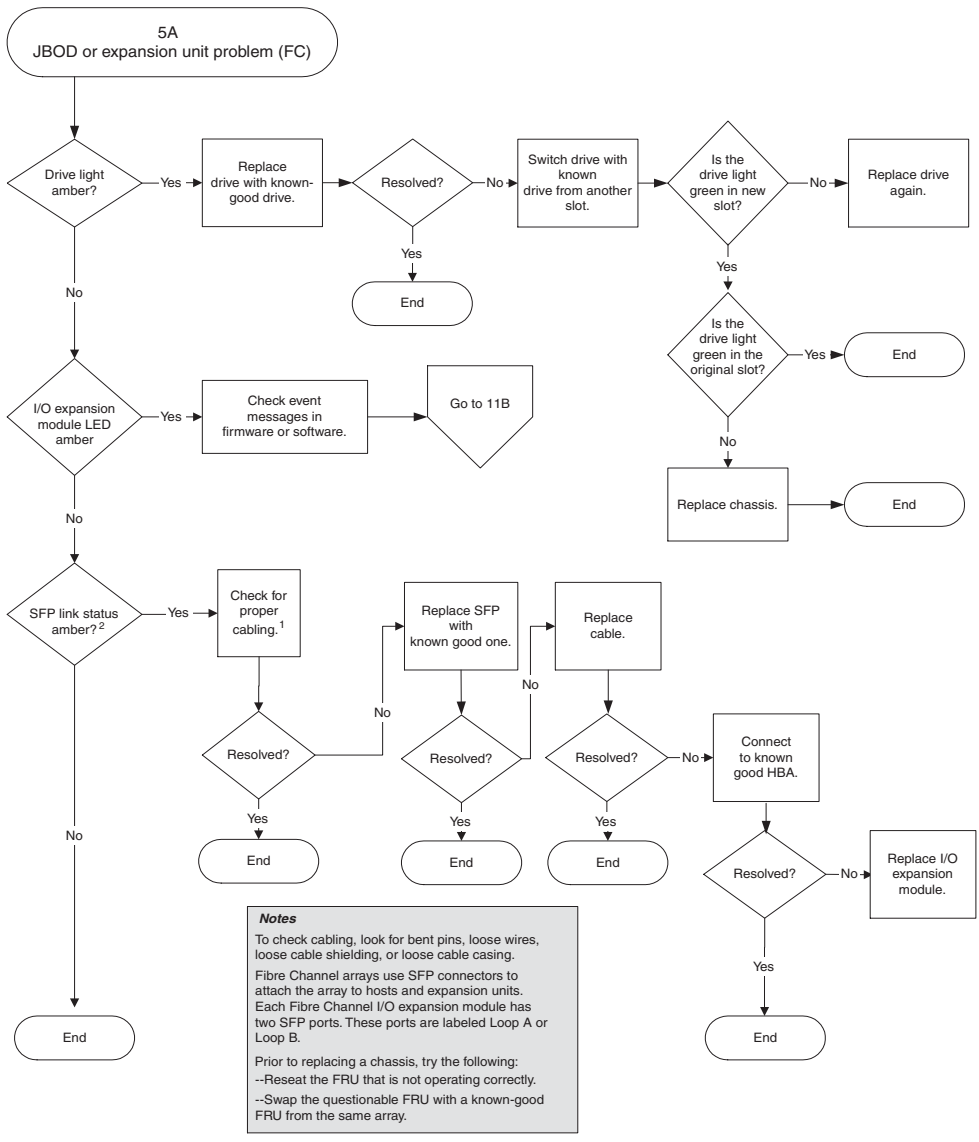 5A
JBOD or expansion unit problem (FC)
Drive light
amber?
Yes
Replace
drive with known-
good drive.
Resolved?
No
Switch drive with
known
drive from another
slot.
Is the
drive light
green in new
slot?
No
Replace drive
again.
Yes
End
Yes
No
Is the
drive light
green in the
original slot?
Yes
End
I/O expansion
module LED
amber
Yes
Check event
messages in
firmware or software.
Go to 11B
No
Replace chassis.
End
No
SFP link status
amber?2
Yes
Check for
proper
cabling.1
Replace SFP
with
known good one.
Replace
cable.
No
No
Resolved?
Resolved?
Resolved?
No
Connect
to known
good HBA.
Yes
Yes
Yes
No
End
End
End
Resolved?
No
Replace I/O
expansion
module.
Yes
End
End
Notes
To check cabling, look for bent pins, loose wires,
loose cable shielding, or loose cable casing.
Fibre Channel arrays use SFP connectors to
attach the array to hosts and expansion units.
Each Fibre Channel I/O expansion module has
two SFP ports. These ports are labeled Loop A or
Loop B.
Prior to replacing a chassis, try the following:
--Reseat the FRU that is not operating correctly.
--Swap the questionable FRU with a known-good
FRU from the same array.